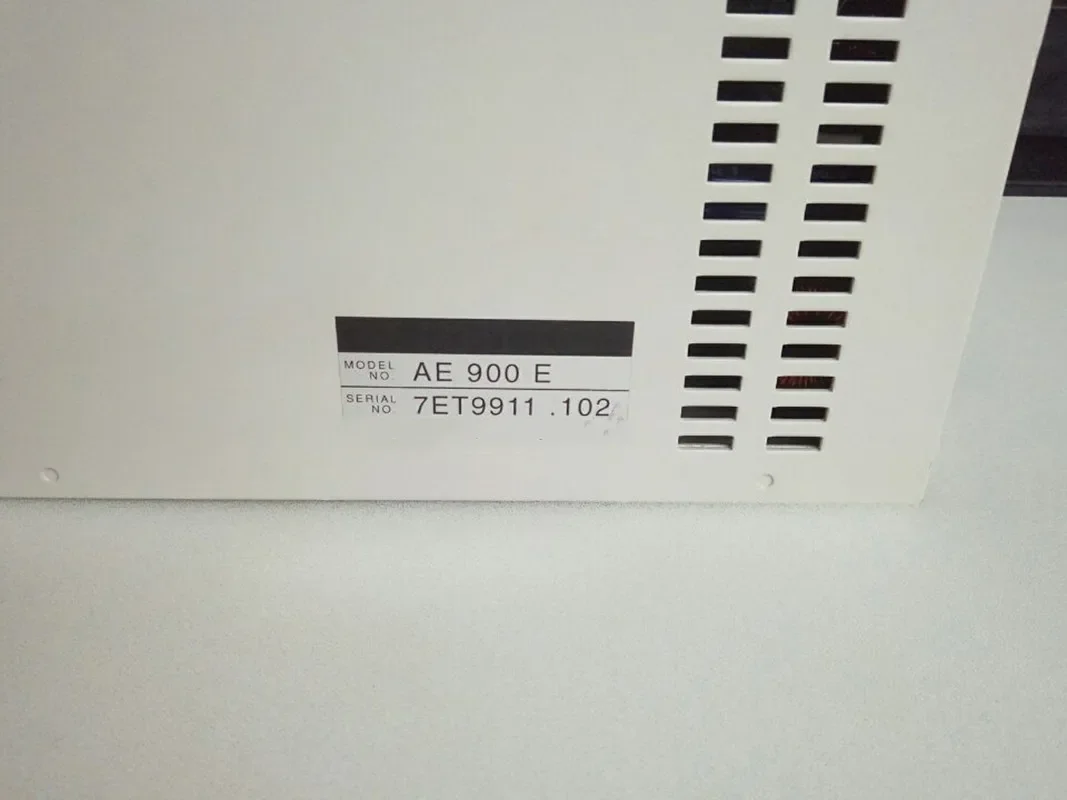 MODEL NO. AE 900 E
SERIAL NO. 7ET9911 .102